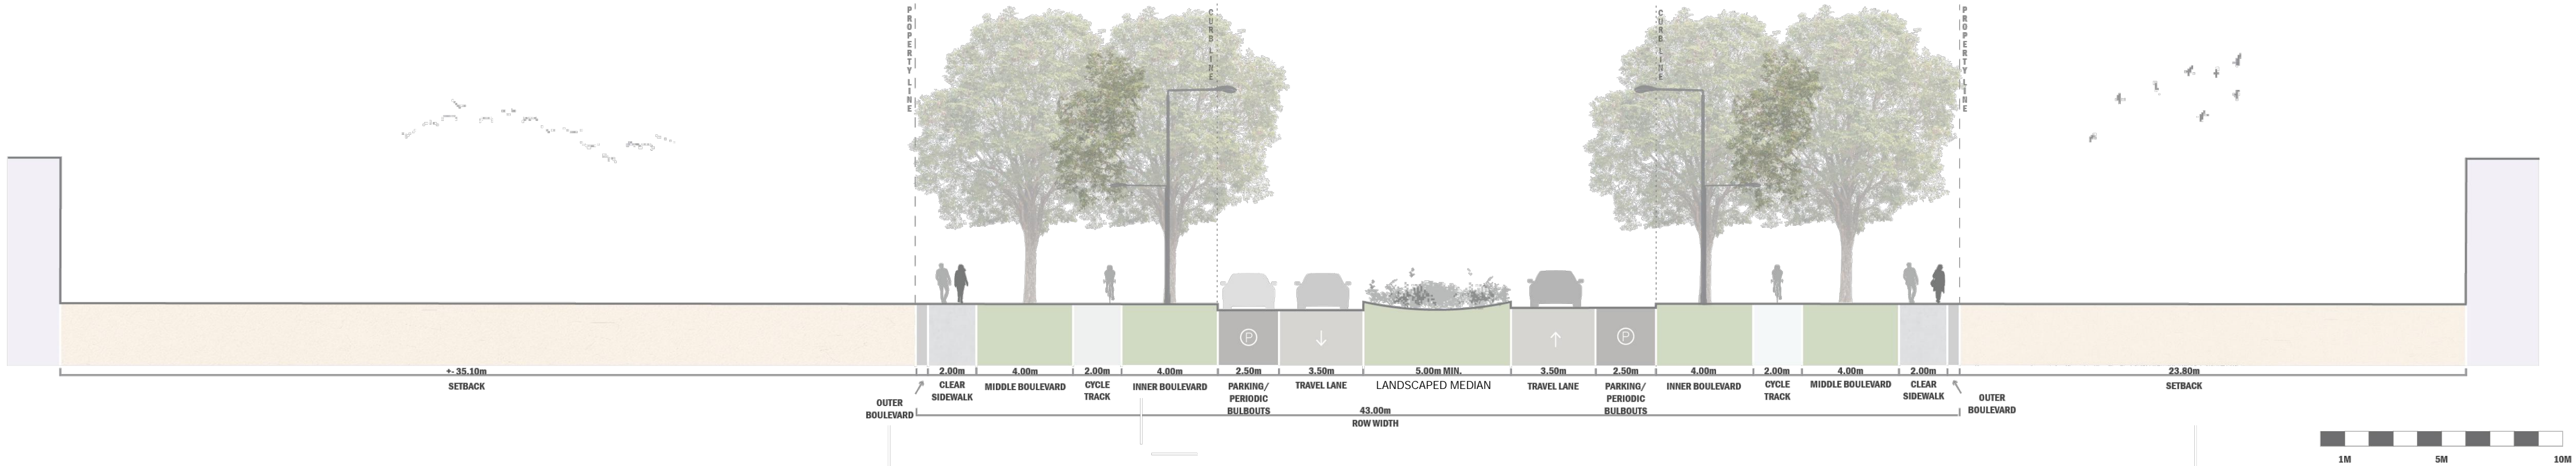 PROPERTY LINE
CURB LINE
CURB LINE
PROPERTY LINE
P
P
+- 35.10m
2.00m
4.00m
2.00m
4.00m
2.50m
3.50m
5.00m MIN.
3.50m
2.50m
4.00m
2.00m
4.00m
2.00m
23.80m
SETBACK
CLEAR
SIDEWALK
MIDDLE BOULEVARD
CYCLE
TRACK
INNER BOULEVARD
PARKING/
PERIODIC
BULBOUTS
TRAVEL LANE
LANDSCAPED MEDIAN
TRAVEL LANE
PARKING/
PERIODIC
BULBOUTS
INNER BOULEVARD
CYCLE
TRACK
MIDDLE BOULEVARD
CLEAR
SIDEWALK
SETBACK
OUTER
BOULEVARD
43.00m
ROW WIDTH
OUTER
BOULEVARD
1M
5M
10M